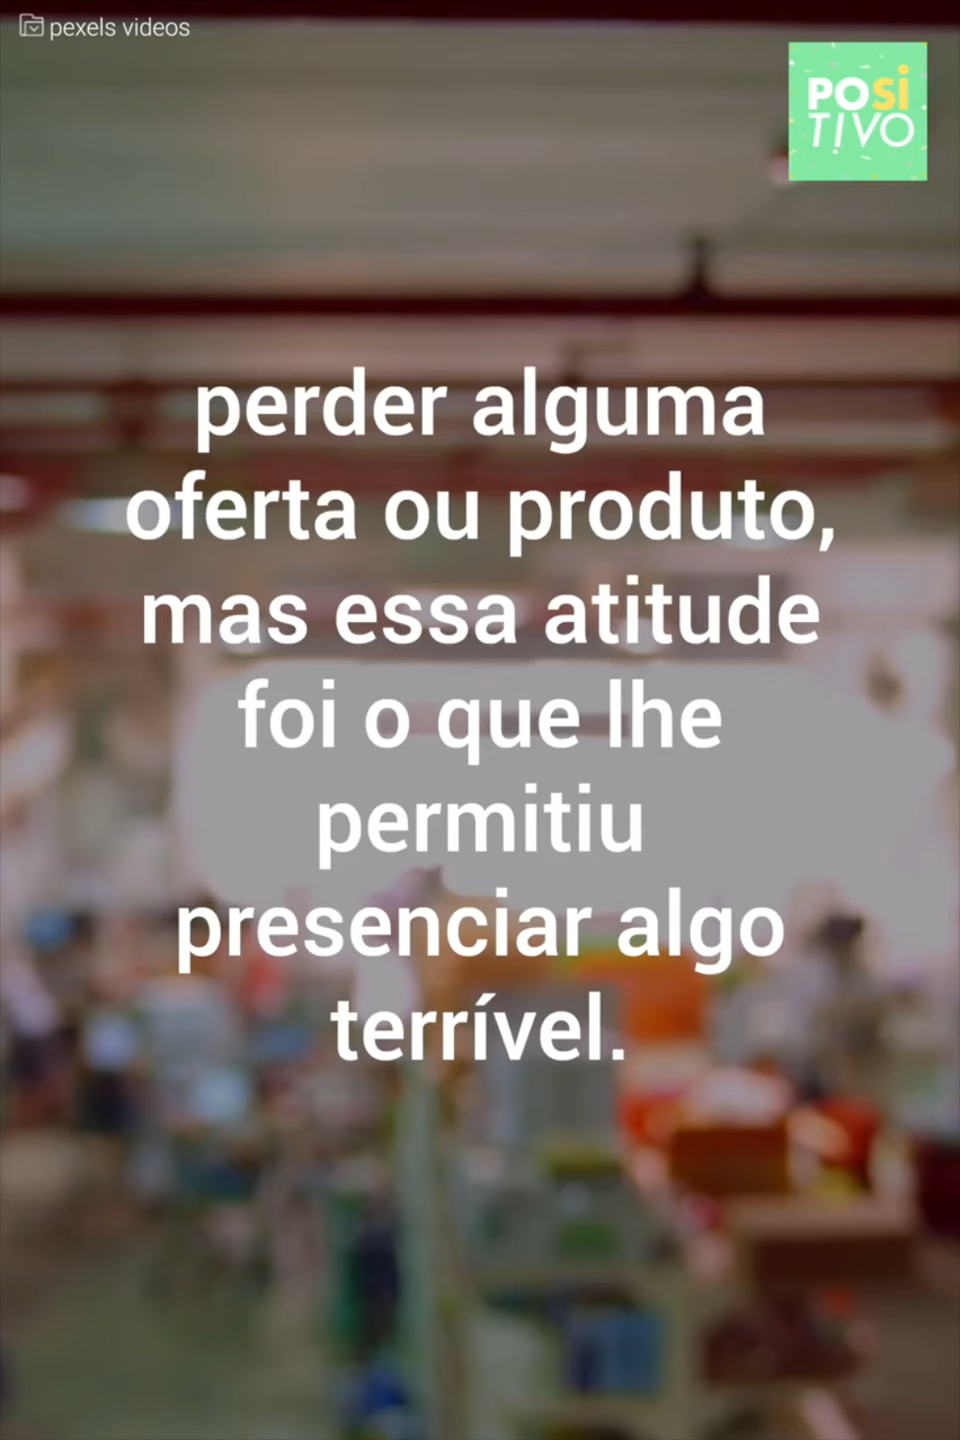 pexels videos
POSi
TIVO
perder alguma
oferta ou produto,
mas essa atitude
foi o que lhe
permitiu
presenciar algo
terrível.